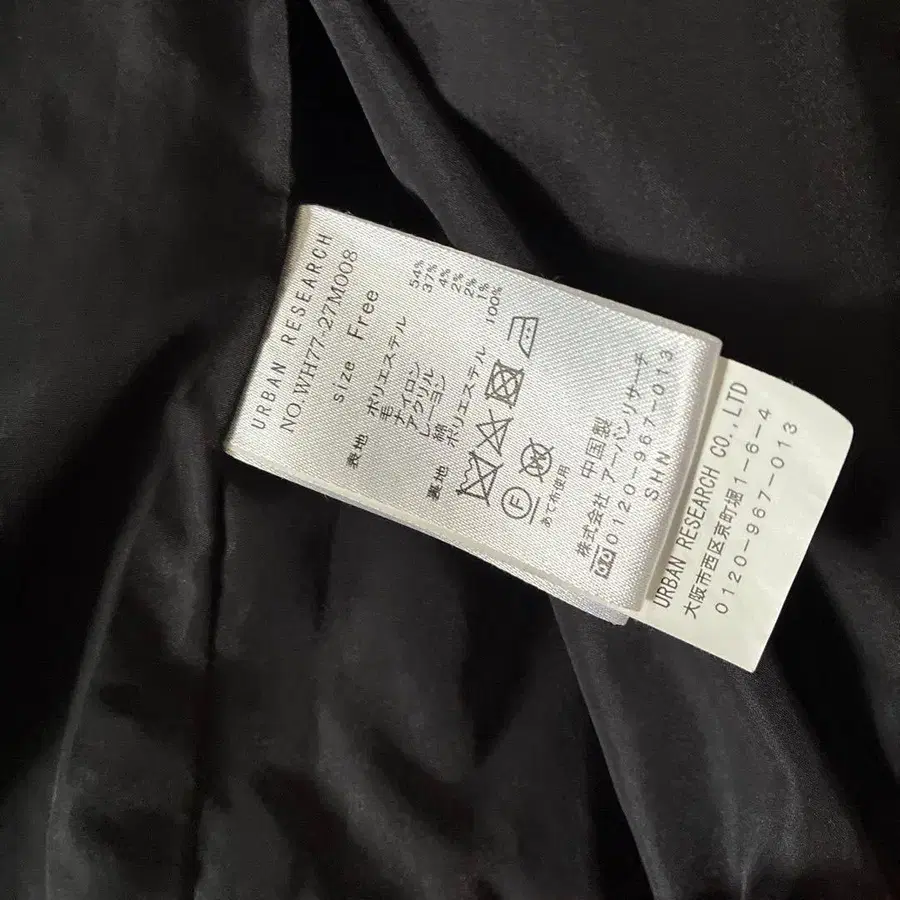 URBAN RESEARCH
NO.WH77-27M008
size Free
表地
ポリエステル 54%
毛 37%
ナイロン 4%
アクリル 2%
レーヨン 2%
綿 1%
裏地
ポリエステル 100%
F
あて布使用
中国製
株式会社 アーバンリサーチ
0120-967-013
SHN
URBAN RESEARCH CO.,LTD
大阪市西区京町堀1-6-4
0120-967-013